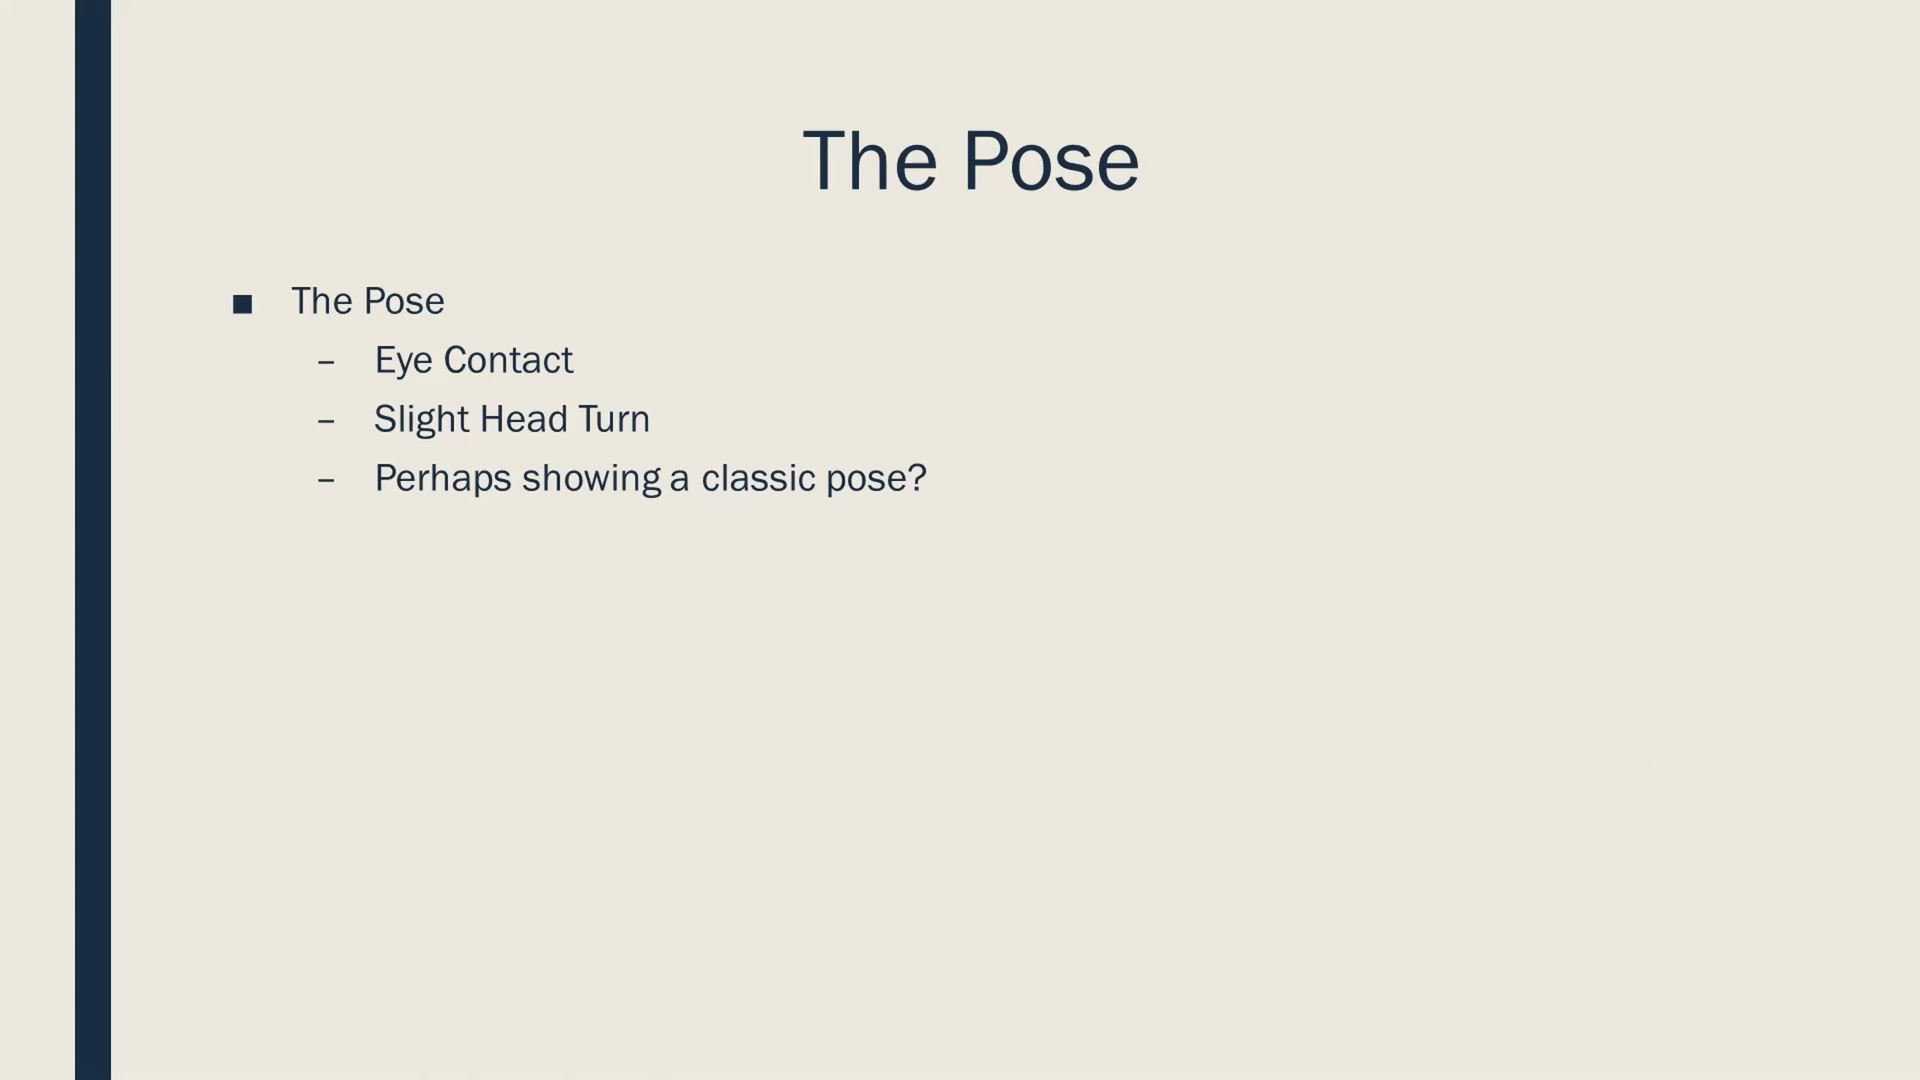 The Pose
■ The Pose
– Eye Contact
– Slight Head Turn
– Perhaps showing a classic pose?